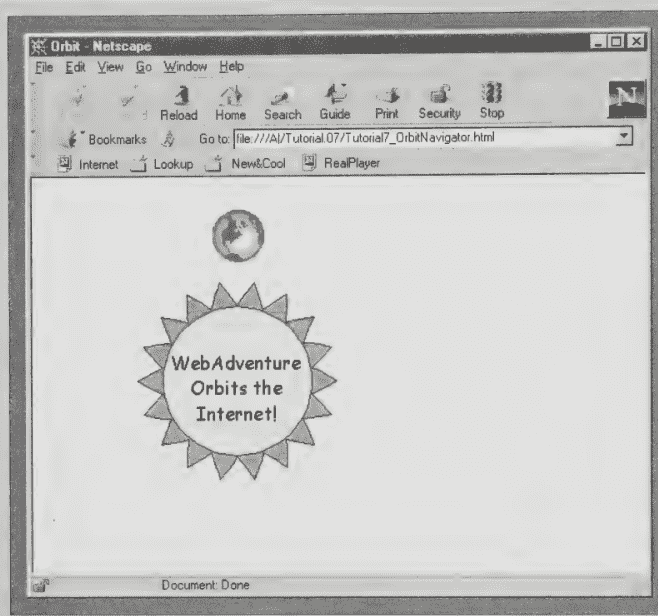 Orbit - Netscape
File Edit View Go Window Help
Reload Home Search Guide Print Security Stop
N
Bookmarks Go to: file:///A|/Tutorial.07/Tutorial7_OrbitNavigator.html
Internet Lookup New&Cool RealPlayer
WebAdventure
Orbits the
Internet!
Document: Done